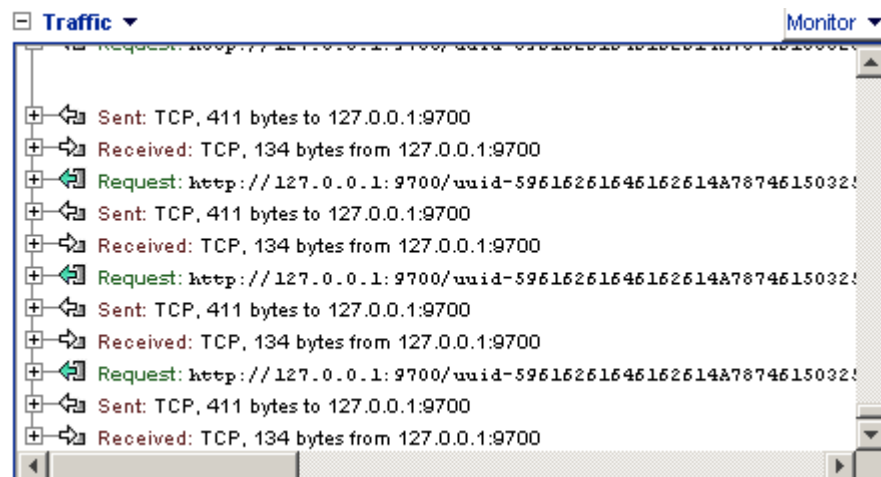 Traffic
Monitor
Request:
Sent: TCP, 411 bytes to 127.0.0.1:9700
Received: TCP, 134 bytes from 127.0.0.1:9700
Request: http://127.0.0.1:9700/uuid-59616261646162614A78746150325
Sent: TCP, 411 bytes to 127.0.0.1:9700
Received: TCP, 134 bytes from 127.0.0.1:9700
Request: http://127.0.0.1:9700/uuid-59616261646162614A78746150325
Sent: TCP, 411 bytes to 127.0.0.1:9700
Received: TCP, 134 bytes from 127.0.0.1:9700
Request: http://127.0.0.1:9700/uuid-59616261646162614A78746150325
Sent: TCP, 411 bytes to 127.0.0.1:9700
Received: TCP, 134 bytes from 127.0.0.1:9700